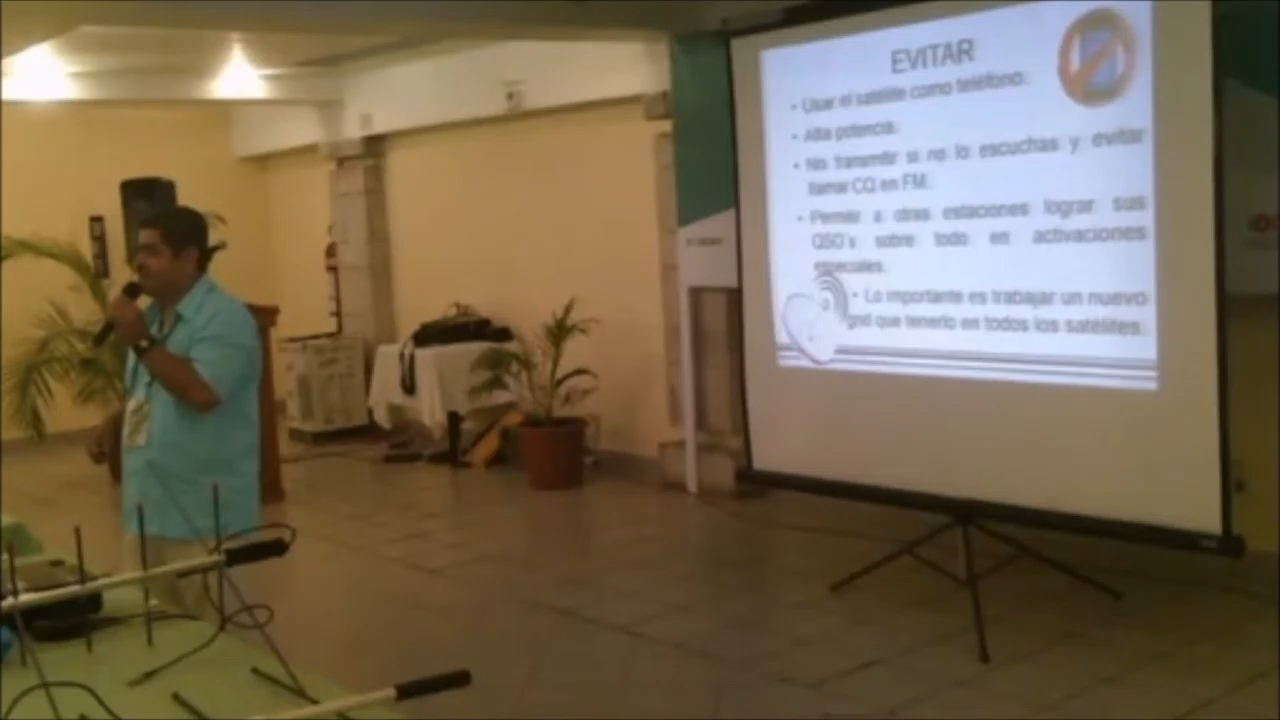 EVITAR
• Usar el satélite como teléfono.
• Alta potencia.
• No transmitir si no lo escuchas y evitar
llamar CQ en FM.
• Permitir a otras estaciones lograr sus
QSO's sobre todo en activaciones
especiales.
• Lo importante es trabajar un nuevo
grid que tenerlo en todos los satélites.